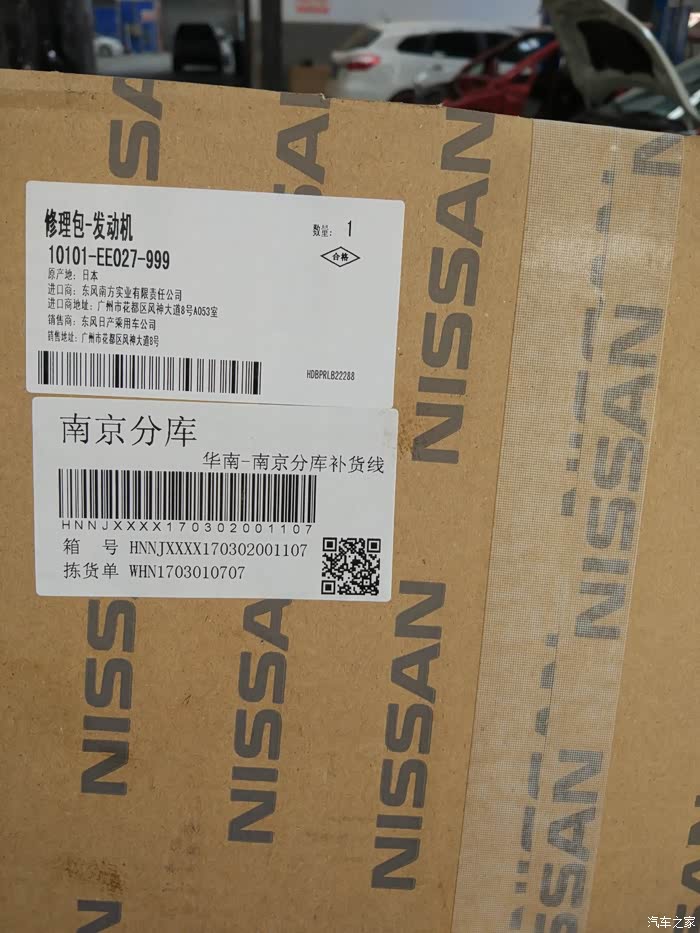 修理包-发动机
数量: 1
10101-EE027-999
合格
原产地: 日本
进口商: 东风南方实业有限责任公司
进口商地址: 广州市花都区风神大道8号A053室
销售商: 东风日产乘用车公司
销售地址: 广州市花都区风神大道8号
HDBPRLB22288
南京分库
华南-南京分库补货线
HNNJXXXX170302001107
箱 号 HNNJXXXX170302001107
拣货单 WHN1703010707
NISSAN
NISSAN
NISSAN
NISSAN
NISSAN
NISSAN
NISSAN
汽车之家